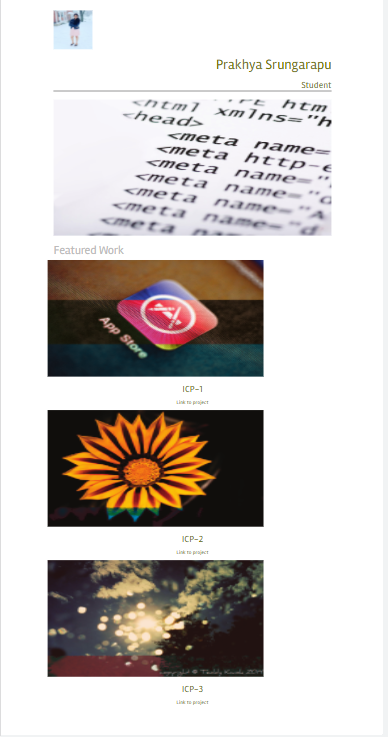 Prakhya Srungarapu
Student
<html
xmlns="h
<head>
<meta name=
<meta http-e
<meta name="
<meta name="d
<meta name="A
<meta name="d
Featured Work
App Store
ICP-1
Link to project
ICP-2
Link to project
ICP-3
Link to project